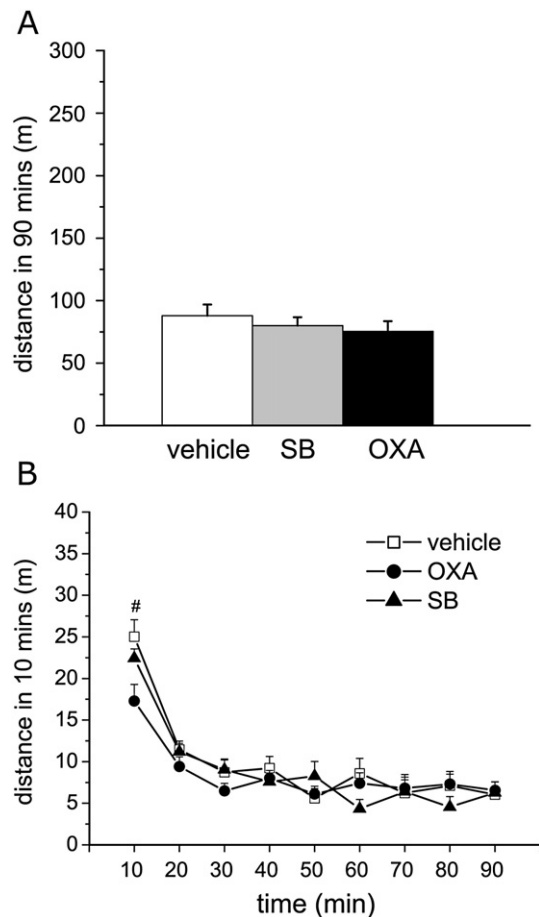 A
distance in 90 mins (m)
300
250
200
150
100
50
0
vehicle SB OXA
B
distance in 10 mins (m)
40
35
30
25
20
15
10
5
0
vehicle
OXA
SB
#
10 20 30 40 50 60 70 80 90
time (min)